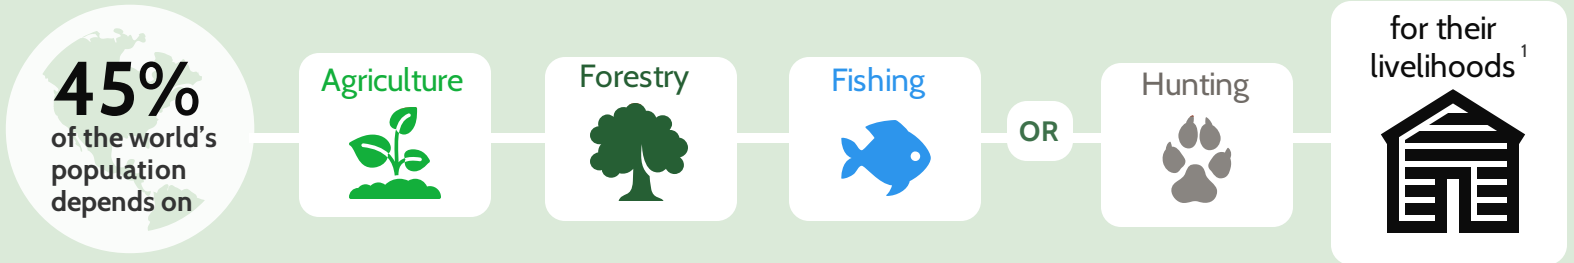 45%
of the world's
population
depends on
Agriculture
Forestry
Fishing
OR
Hunting
for their
livelihoods 1